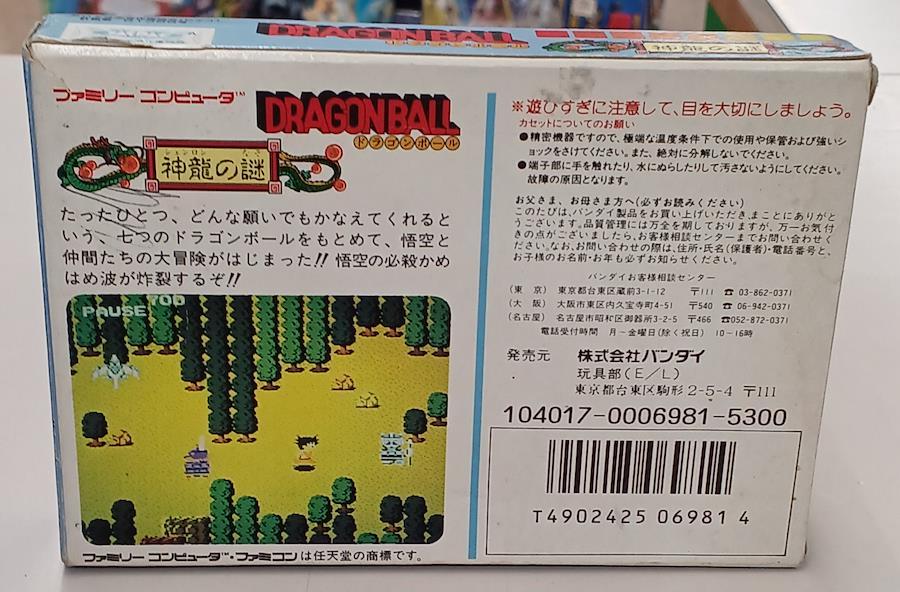 DRAGON BALL
ファミリー コンピュータ™
DRAGON BALL
ドラゴンボール
シェンロン
神龍の謎
たったひとつ、どんな願いでもかなえてくれると
いう、七つのドラゴンボールをもとめて、悟空と
仲間たちの大冒険がはじまった!! 悟空の必殺かめ
はめ波が炸裂するぞ!!
PAUSE
ファミリー コンピュータ™・ファミコンは任天堂の商標です。
※遊びすぎに注意して、目を大切にしましょう。
カセットについてのお願い
●精密機器ですので、極端な温度条件下での使用や保管および強いシ
ョックをさけてください。また、絶対に分解しないでください。
●端子部に手を触れたり、水にぬらしたりして汚さないようにしてください。
故障の原因となります。
お父さま、お母さま方へ(必ずお読みください)
このたびは、バンダイ製品をお買い上げいただき、まことにありがと
うございます。品質管理には万全を期しておりますが、万一お気付
きの点がございましたら、お客様相談センターまでお問い合わせく
ださい。なお、お問い合わせの際は、住所・氏名(保護者)・電話番号と、
お子様のお名前・お年も必ずお知らせください。
バンダイお客様相談センター
(東 京) 東京都台東区蔵前3-1-12 〒111 ☎03-862-0371
(大 阪) 大阪市東区内久宝寺町4-51 〒540 ☎06-942-0371
(名古屋) 名古屋市昭和区御器所3-2-5 〒466 ☎052-872-0371
電話受付時間 月〜金曜日(除く祝日) 10〜16時
発売元 株式会社バンダイ
玩具部(E/L)
東京都台東区駒形2-5-4 〒111
104017-0006981-5300
T4902425 06981 4